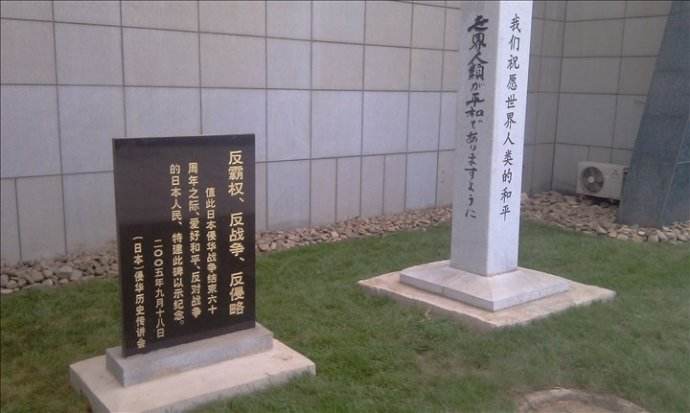 反霸权、反战争、反侵略
值此日本侵华战争结束六十
周年之际、爱好和平、反对战争
的日本人民、特建此碑以示纪念。
二〇〇五年九月十八日
(日本)侵华历史传讲会
我们祝愿世界人类的和平
世界人類が平和でありますように